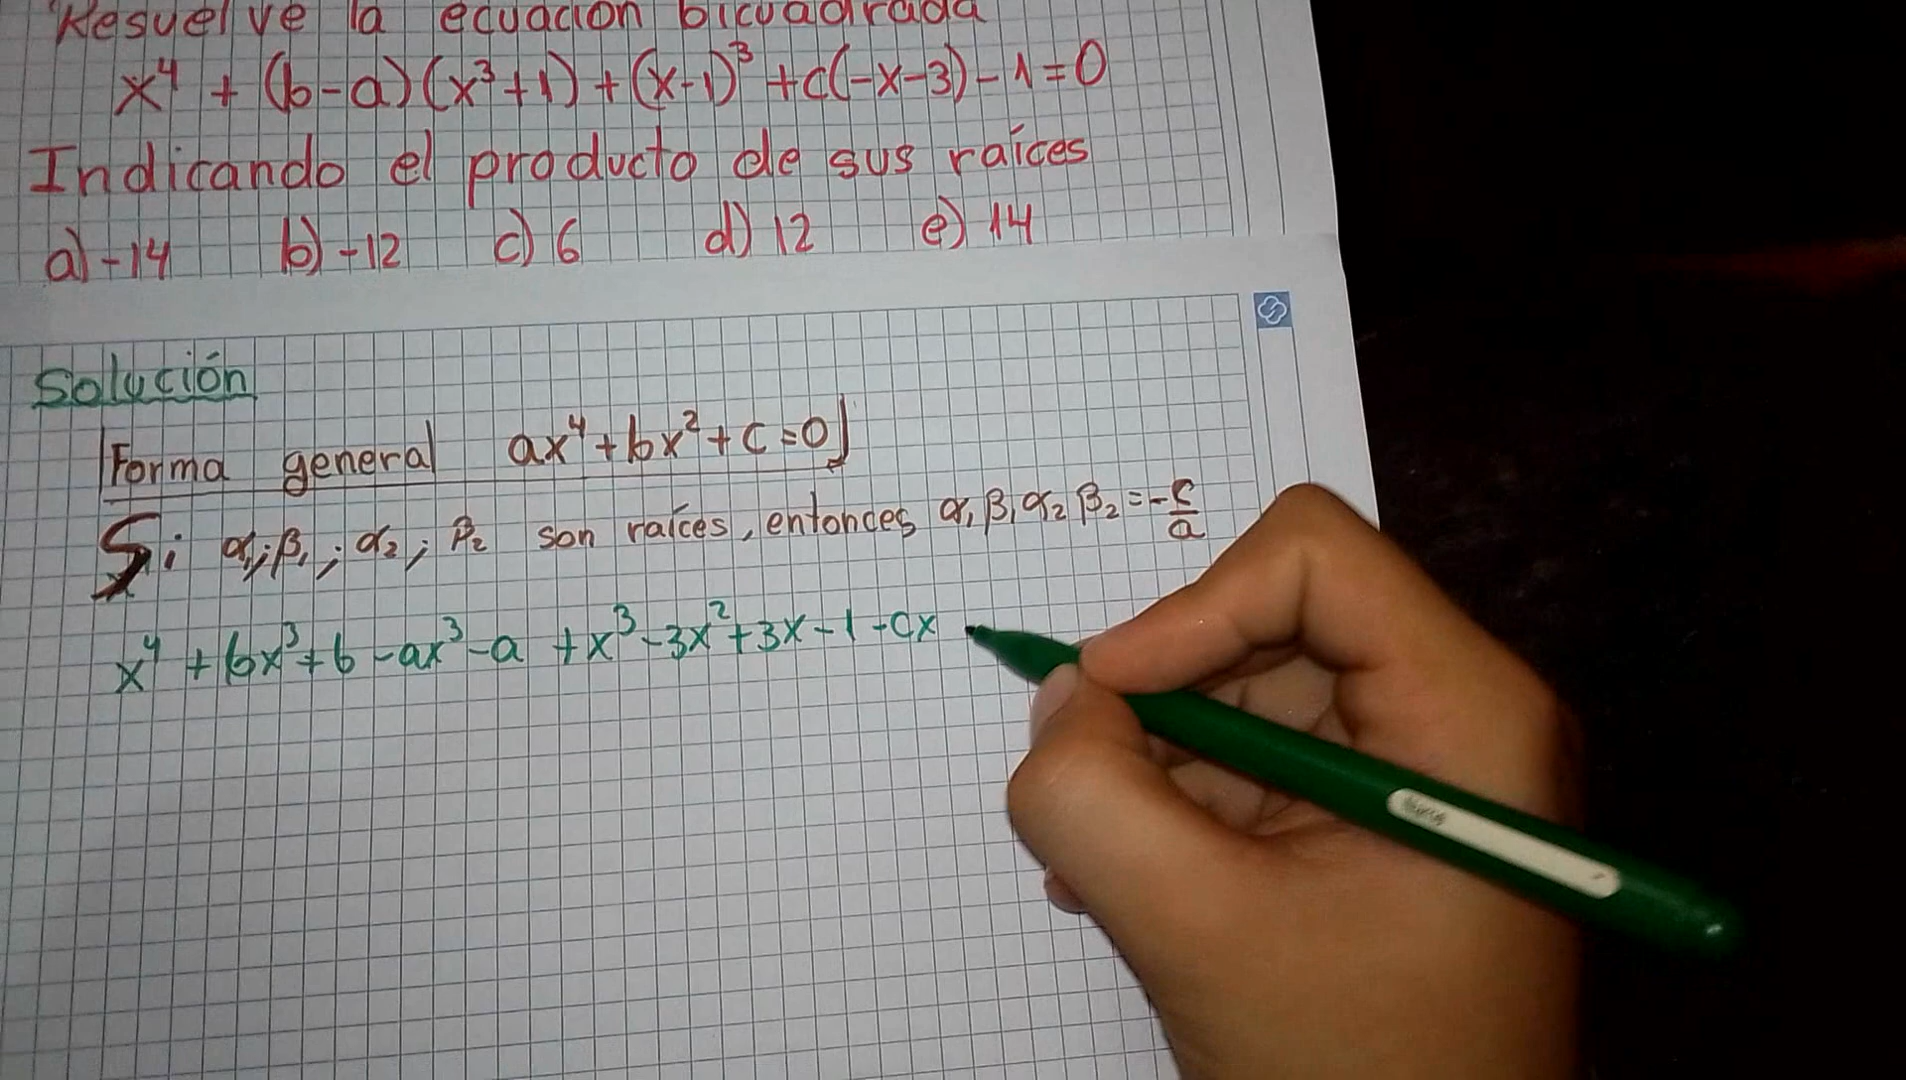 Resuelve la ecuación bicuadrada
x⁴ + (b-a)(x³+1)+(x-1)³+c(-x-3)-1=0
Indicando el producto de sus raíces
a) -14 b) -12 c) 6 d) 12 e) 14
Solución
Forma general ax⁴+bx²+c=0
Si α₁;β₁;α₂;β₂ son raíces, entonces α₁β₁α₂β₂=-c/a
x⁴+bx³+b-ax³-a+x³-3x²+3x-1-cx